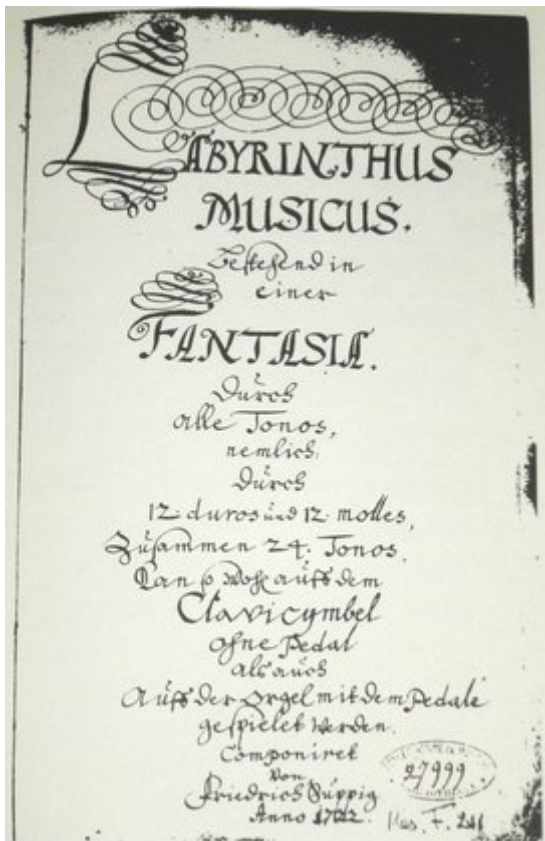 LABYRINTHUS
MUSICUS.
bestehend in
einer
FANTASIA.
Durch
alle Tonos,
nemlich:
Durch
12. duros und 12. molles,
Zusammen 24. Tonos.
Kan so wohl auff dem
Clavicymbel
ohne Pedal
als auch
Auff der Orgel mit dem Pedale
gespielet werden.
Componiret
von
Friedrich Suppig
Anno 1722.
27999
Mus. F. 241